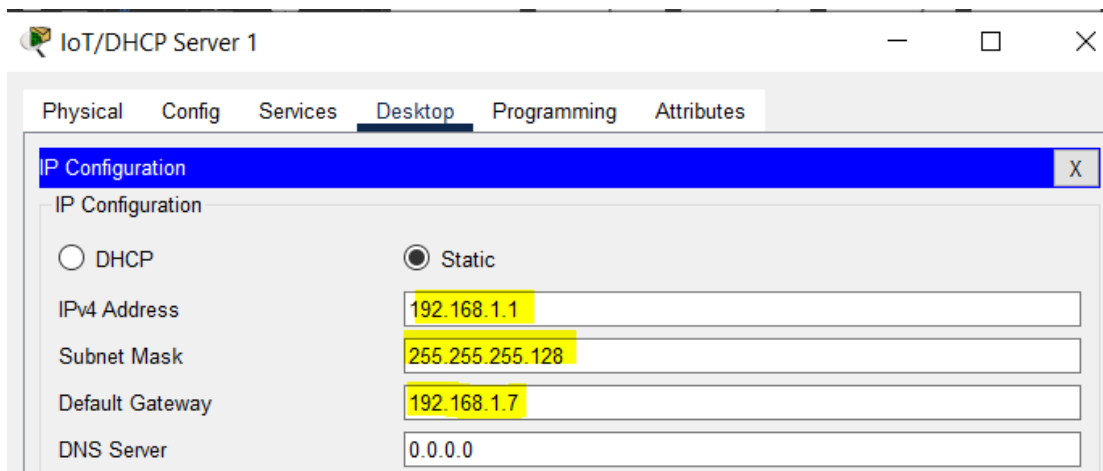 IoT/DHCP Server 1
Physical Config Services Desktop Programming Attributes
IP Configuration X
IP Configuration
DHCP Static
IPv4 Address 192.168.1.1
Subnet Mask 255.255.255.128
Default Gateway 192.168.1.7
DNS Server 0.0.0.0